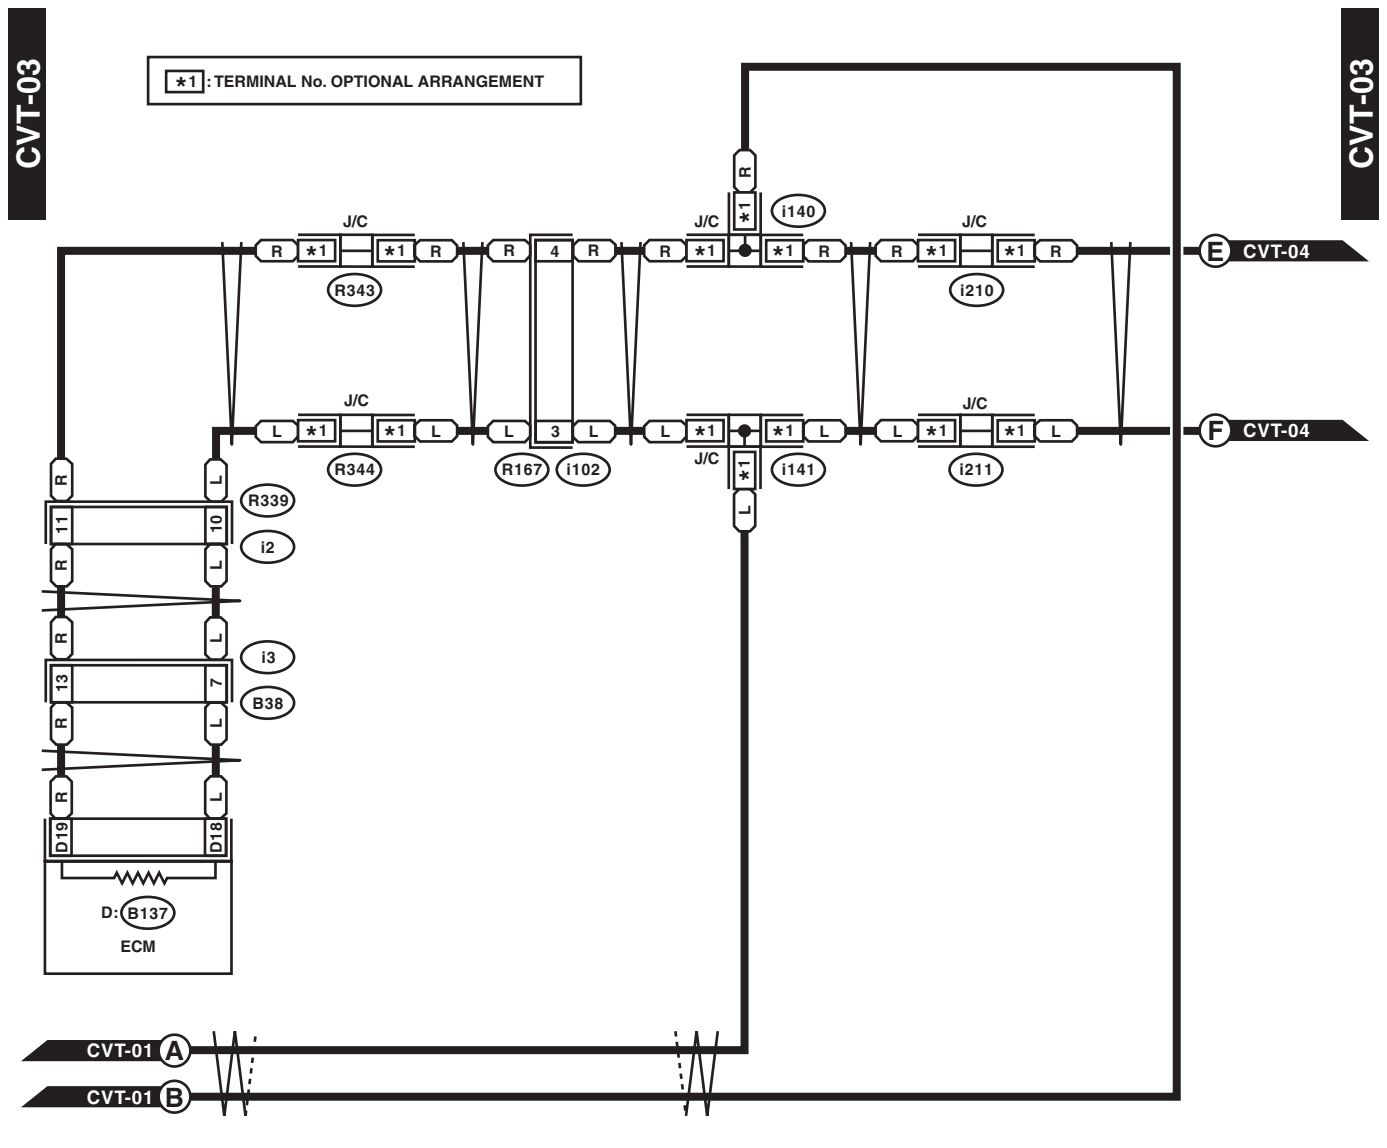 CVT-03
CVT-03
*1 : TERMINAL No. OPTIONAL ARRANGEMENT
R
*1
i140
J/C
J/C
J/C
R *1 *1 R R 4 R R *1 *1 R R *1 *1 R E CVT-04
R343
i210
J/C
J/C
L *1 *1 L L 3 L L *1 *1 L L *1 *1 L F CVT-04
J/C
R344
R167 i102
*1
i141
i211
L
R L
R339
11 10
i2
R L
R L
i3
13 7
B38
R L
R L
D19 D18
D: B137
ECM
CVT-01 A
CVT-01 B